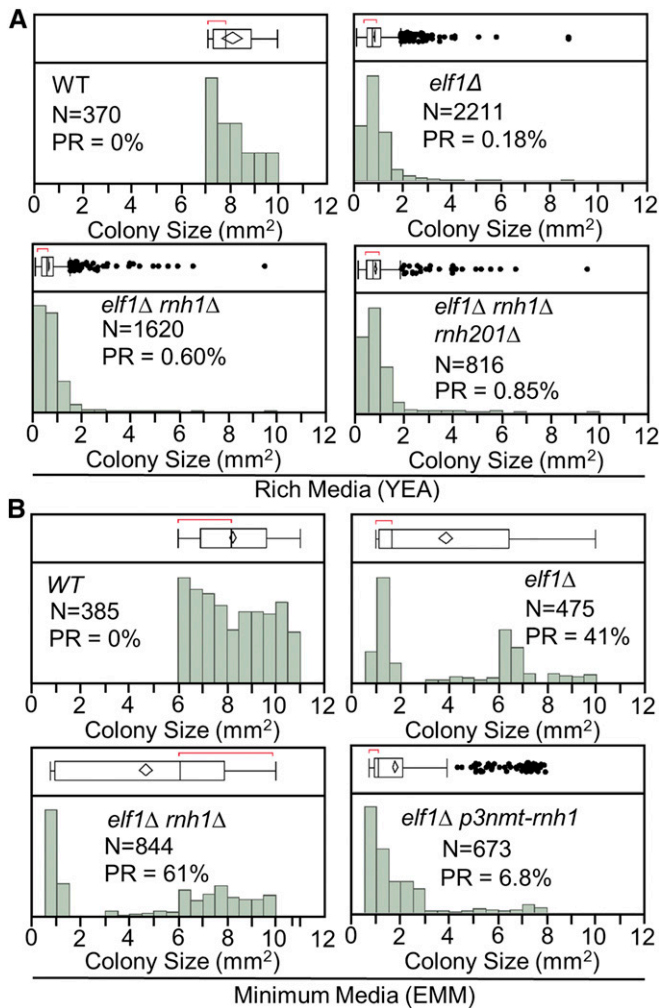 A
WT
N=370
PR = 0%
0 2 4 6 8 10 12
Colony Size (mm²)
elf1Δ
N=2211
PR = 0.18%
0 2 4 6 8 10 12
Colony Size (mm²)
elf1Δ rnh1Δ
N=1620
PR = 0.60%
0 2 4 6 8 10 12
Colony Size (mm²)
elf1Δ rnh1Δ
rnh201Δ
N=816
PR = 0.85%
0 2 4 6 8 10 12
Colony Size (mm²)
Rich Media (YEA)
B
WT
N=385
PR = 0%
0 2 4 6 8 10 12
Colony Size (mm²)
elf1Δ
N=475
PR = 41%
0 2 4 6 8 10 12
Colony Size (mm²)
elf1Δ rnh1Δ
N=844
PR = 61%
0 2 4 6 8 10 12
Colony Size (mm²)
elf1Δ p3nmt-rnh1
N=673
PR = 6.8%
0 2 4 6 8 10 12
Colony Size (mm²)
Minimum Media (EMM)